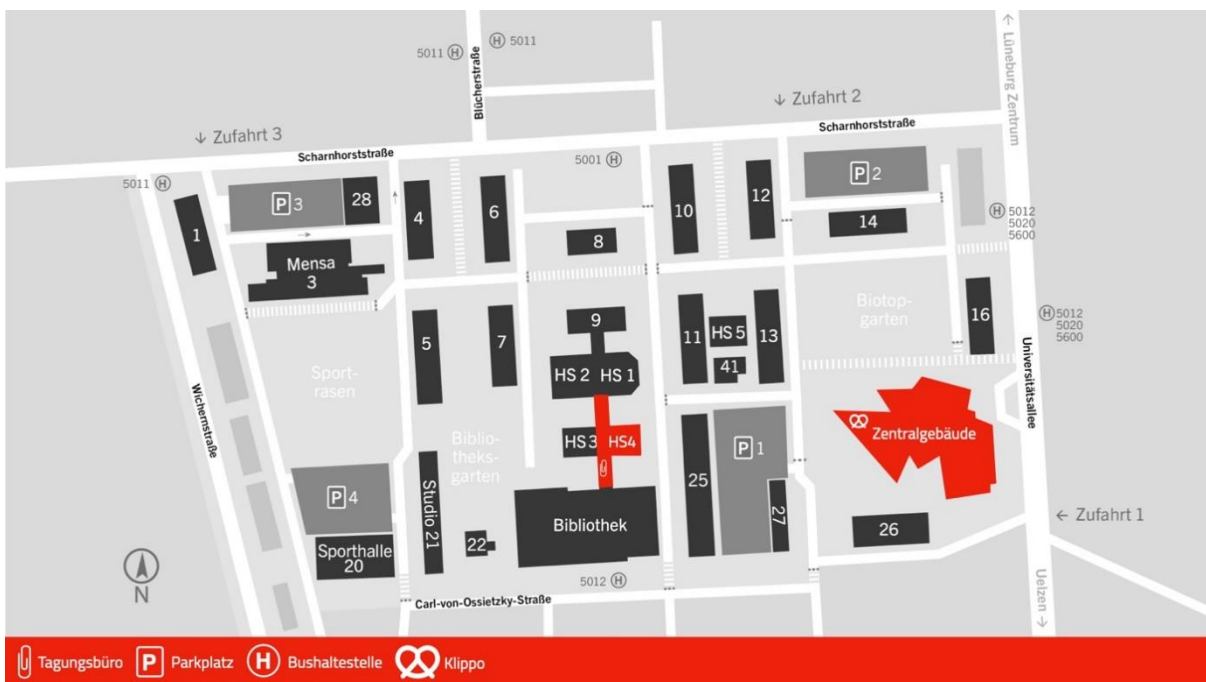 5011 H
H 5011
Blücherstraße
↓ Zufahrt 2
↑ Lüneburg Zentrum
↓ Zufahrt 3
Scharnhorststraße
Scharnhorststraße
5011 H
5001 H
P 3
28
4
6
10
12
P 2
1
8
14
H 5012
5020
5600
Mensa
3
5
7
9
11
HS 5
13
Biotop-
garten
16
H 5012
5020
5600
Sport-
rasen
HS 2
HS 1
41
Universitätsallee
Wichernstraße
Biblio-
theks-
garten
HS 3
HS4
25
P 1
Zentralgebäude
P 4
Studio 21
Bibliothek
27
26
← Zufahrt 1
Sporthalle
20
22
N
5012 H
Carl-von-Ossietzky-Straße
Uelzen →
Tagungsbüro
P Parkplatz
H Bushaltestelle
Klippo